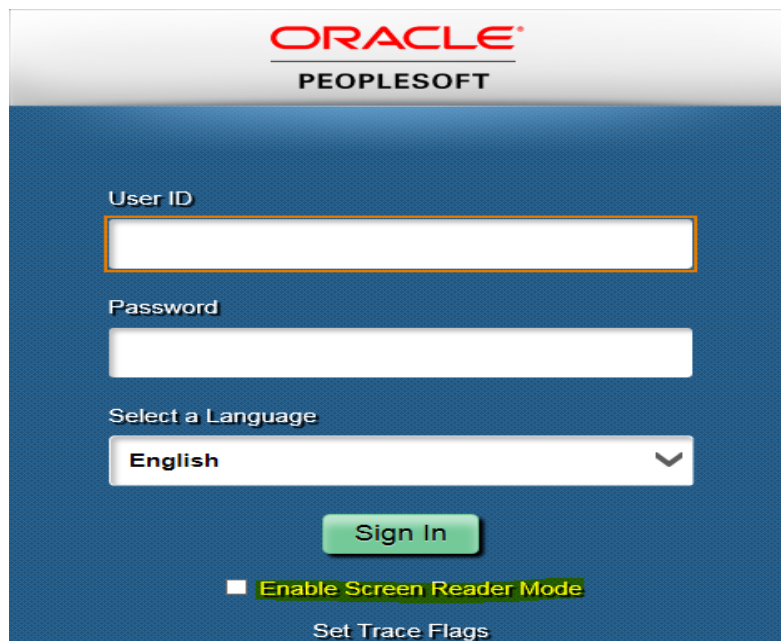 ORACLE
PEOPLESOFT
User ID
Password
Select a Language
English
Sign In
Enable Screen Reader Mode
Set Trace Flags